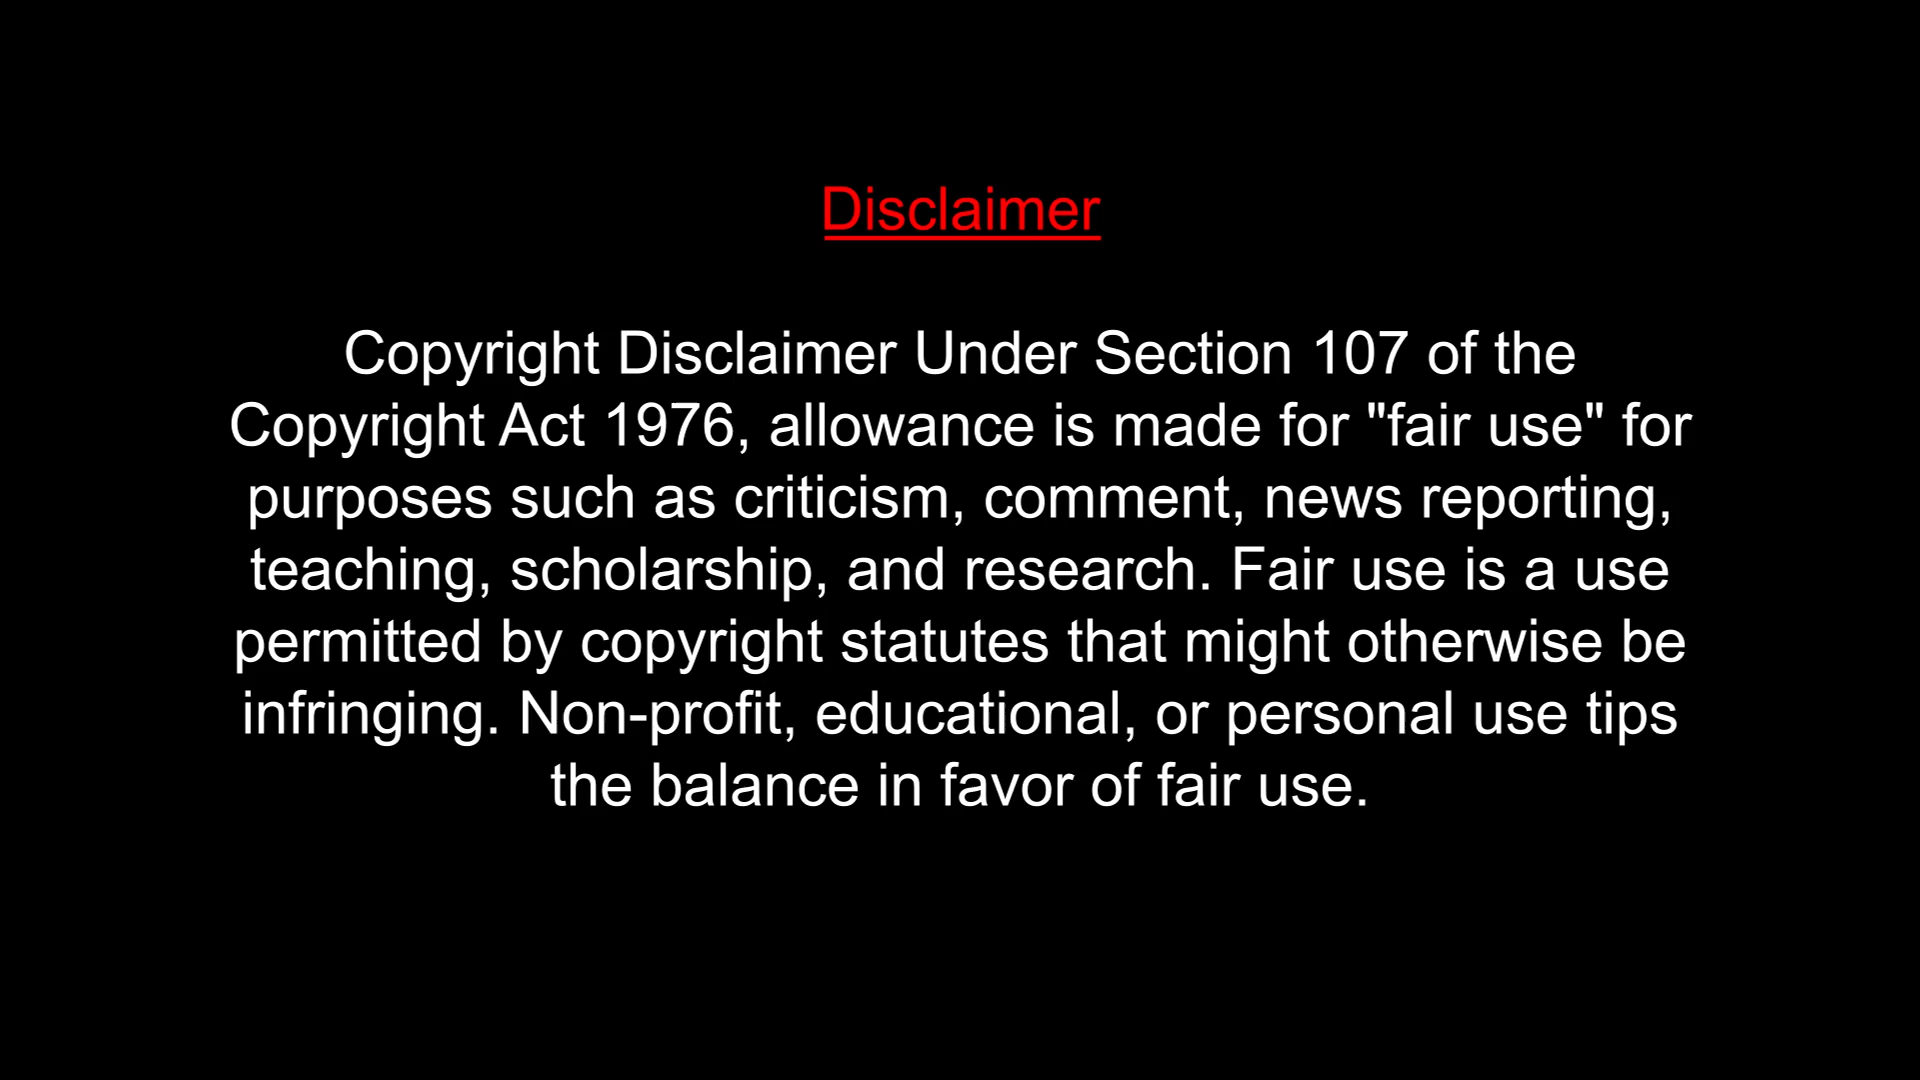 Disclaimer
Copyright Disclaimer Under Section 107 of the
Copyright Act 1976, allowance is made for "fair use" for
purposes such as criticism, comment, news reporting,
teaching, scholarship, and research. Fair use is a use
permitted by copyright statutes that might otherwise be
infringing. Non-profit, educational, or personal use tips
the balance in favor of fair use.